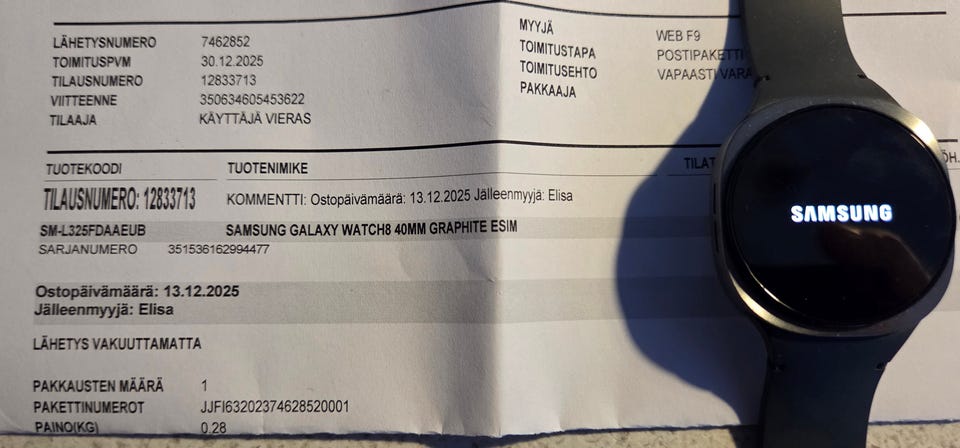 LÄHETYSNUMERO 7462852
TOIMITUSPVM 30.12.2025
TILAUSNUMERO 12833713
VIITTEENNE 350634605453622
TILAAJA KÄYTTÄJÄ VIERAS
MYYJÄ WEB F9
TOIMITUSTAPA POSTIPAKETTI
TOIMITUSEHTO VAPAASTI VARA
PAKKAAJA
TUOTEKOODI TUOTENIMIKE TILAT
TILAUSNUMERO: 12833713 KOMMENTTI: Ostopäivämäärä: 13.12.2025 Jälleenmyyjä: Elisa
SM-L325FDAAEUB SAMSUNG GALAXY WATCH8 40MM GRAPHITE ESIM
SARJANUMERO 351536162994477
Ostopäivämäärä: 13.12.2025
Jälleenmyyjä: Elisa
LÄHETYS VAKUUTTAMATTA
PAKKAUSTEN MÄÄRÄ 1
PAKETTINUMEROT JJFI63202374628520001
PAINO(KG) 0.28
SAMSUNG